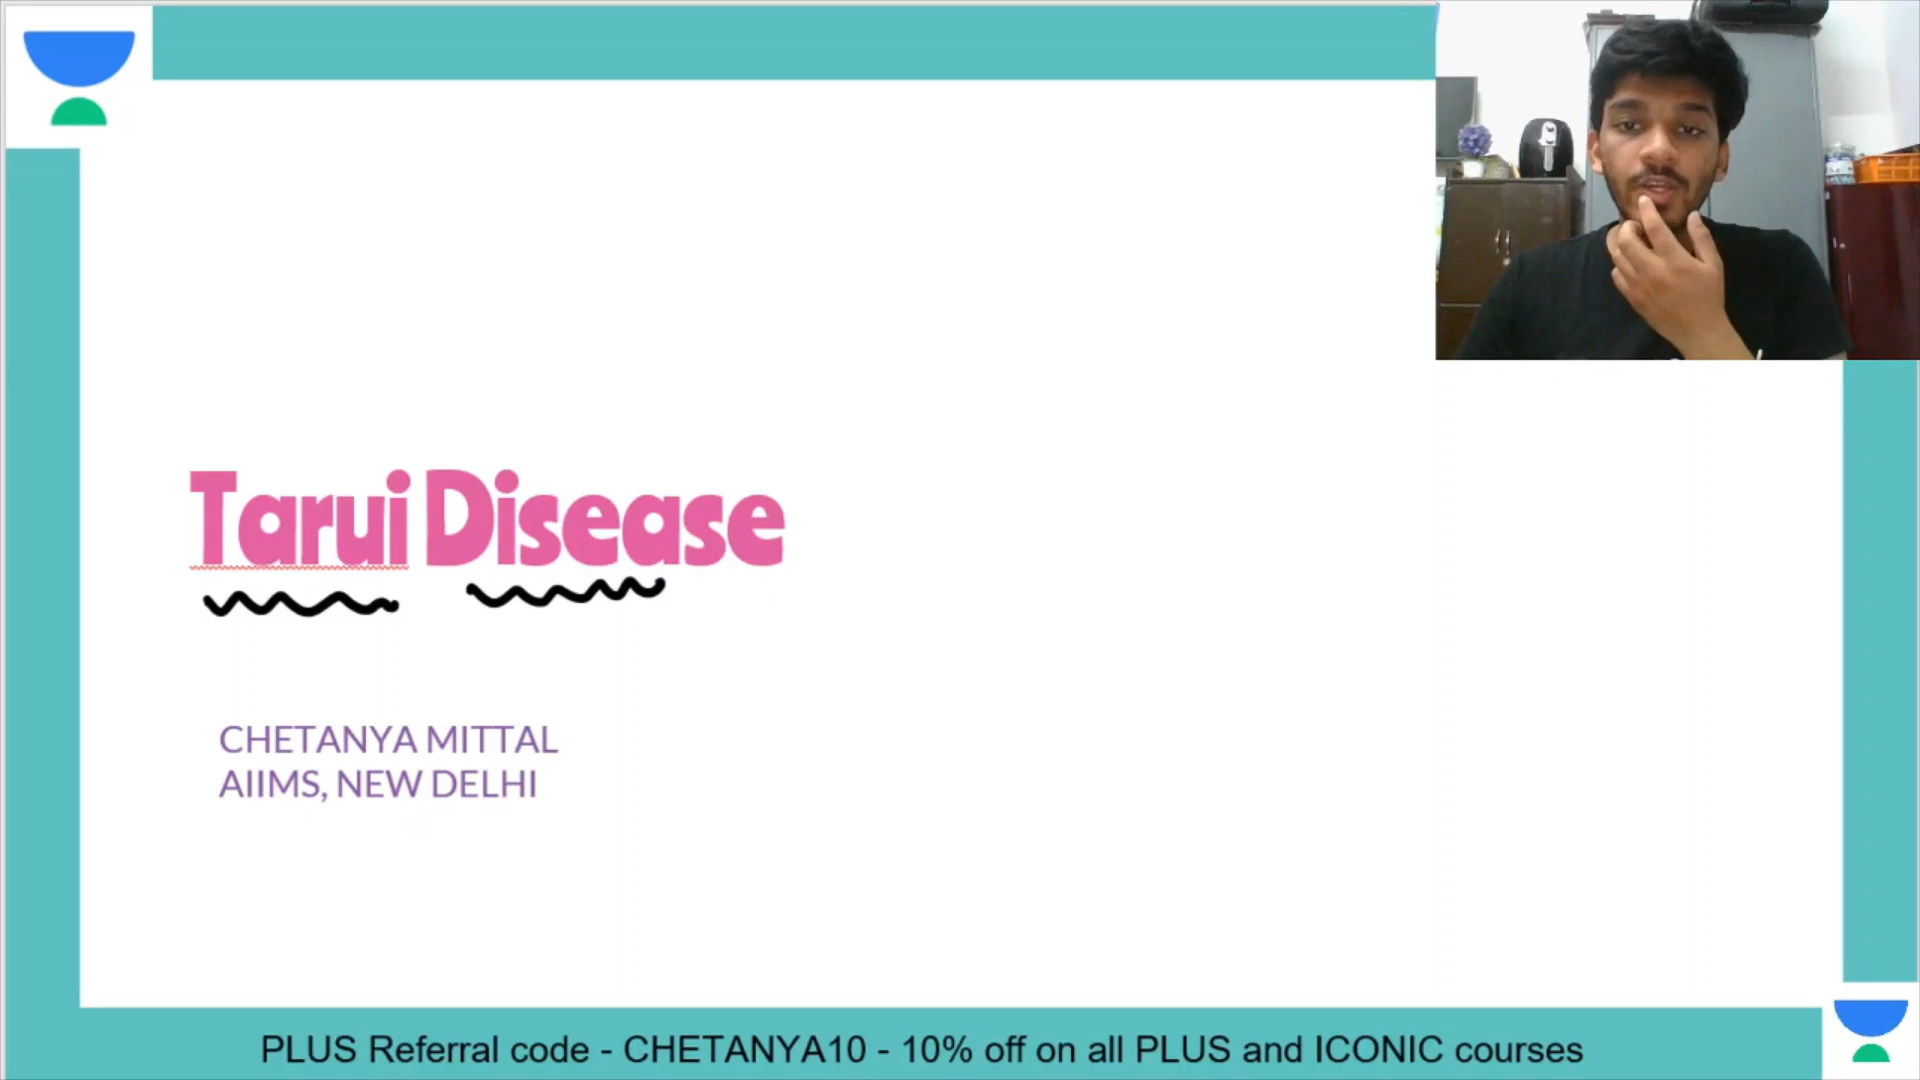 Tarui Disease
CHETANYA MITTAL
AIIMS, NEW DELHI
PLUS Referral code - CHETANYA10 - 10% off on all PLUS and ICONIC courses